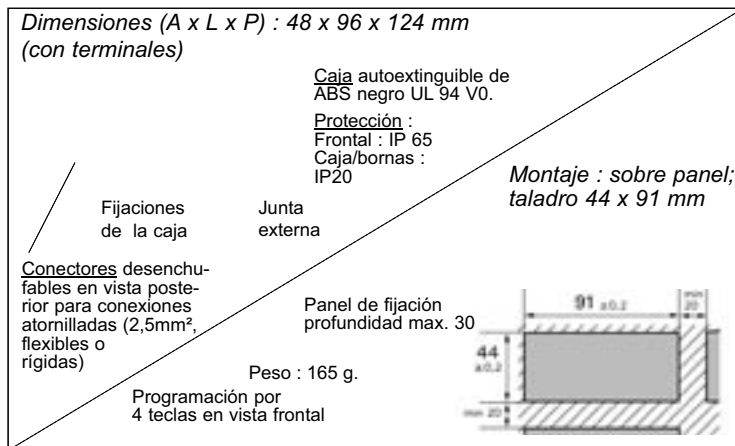 Dimensiones (A x L x P) : 48 x 96 x 124 mm
(con terminales)
Caja autoextinguible de
ABS negro UL 94 V0.
Protección :
Frontal : IP 65
Caja/bornas :
IP20
Montaje : sobre panel;
taladro 44 x 91 mm
Fijaciones
de la caja
Junta
externa
Conectores desenchu-
fables en vista poste-
rior para conexiones
atornilladas (2,5mm²,
flexibles o
rígidas)
Panel de fijación
profundidad max. 30
Peso : 165 g.
Programación por
4 teclas en vista frontal
91 ±0,2
min
20
44
±0,2
min 20